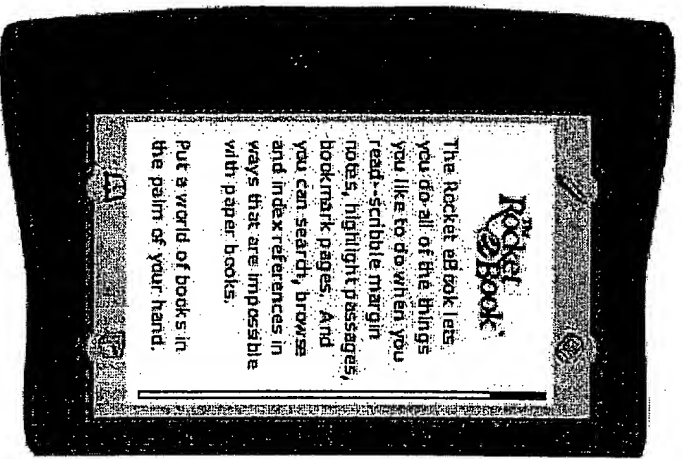 The
Rocket
eBook
The Rocket eBook lets
you do all of the things
you like to do when you
read--scribble margin
notes, highlight passages,
bookmark pages. And
you can search, browse
and index references in
ways that are impossible
with paper books.
Put a world of books in
the palm of your hand.